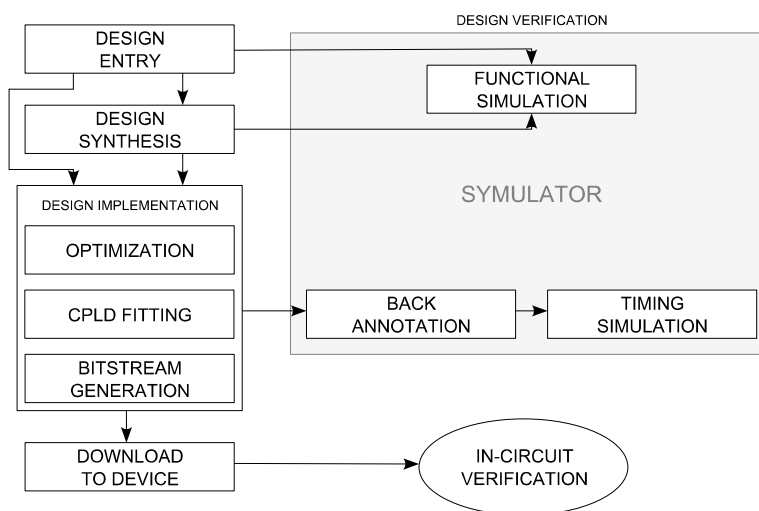 DESIGN VERIFICATION
DESIGN
ENTRY
FUNCTIONAL
SIMULATION
DESIGN
SYNTHESIS
SYMULATOR
DESIGN IMPLEMENTATION
OPTIMIZATION
CPLD FITTING
BACK
ANNOTATION
TIMING
SIMULATION
BITSTREAM
GENERATION
DOWNLOAD
TO DEVICE
IN-CIRCUIT
VERIFICATION